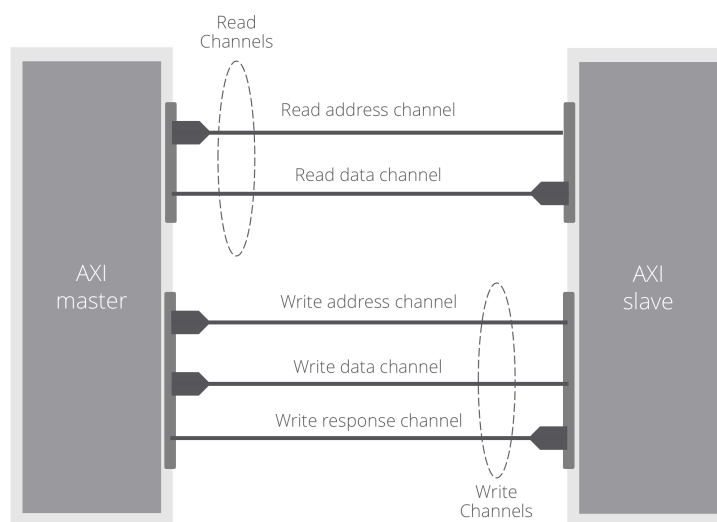 Read
Channels
Read address channel
Read data channel
AXI
master
AXI
slave
Write address channel
Write data channel
Write response channel
Write
Channels